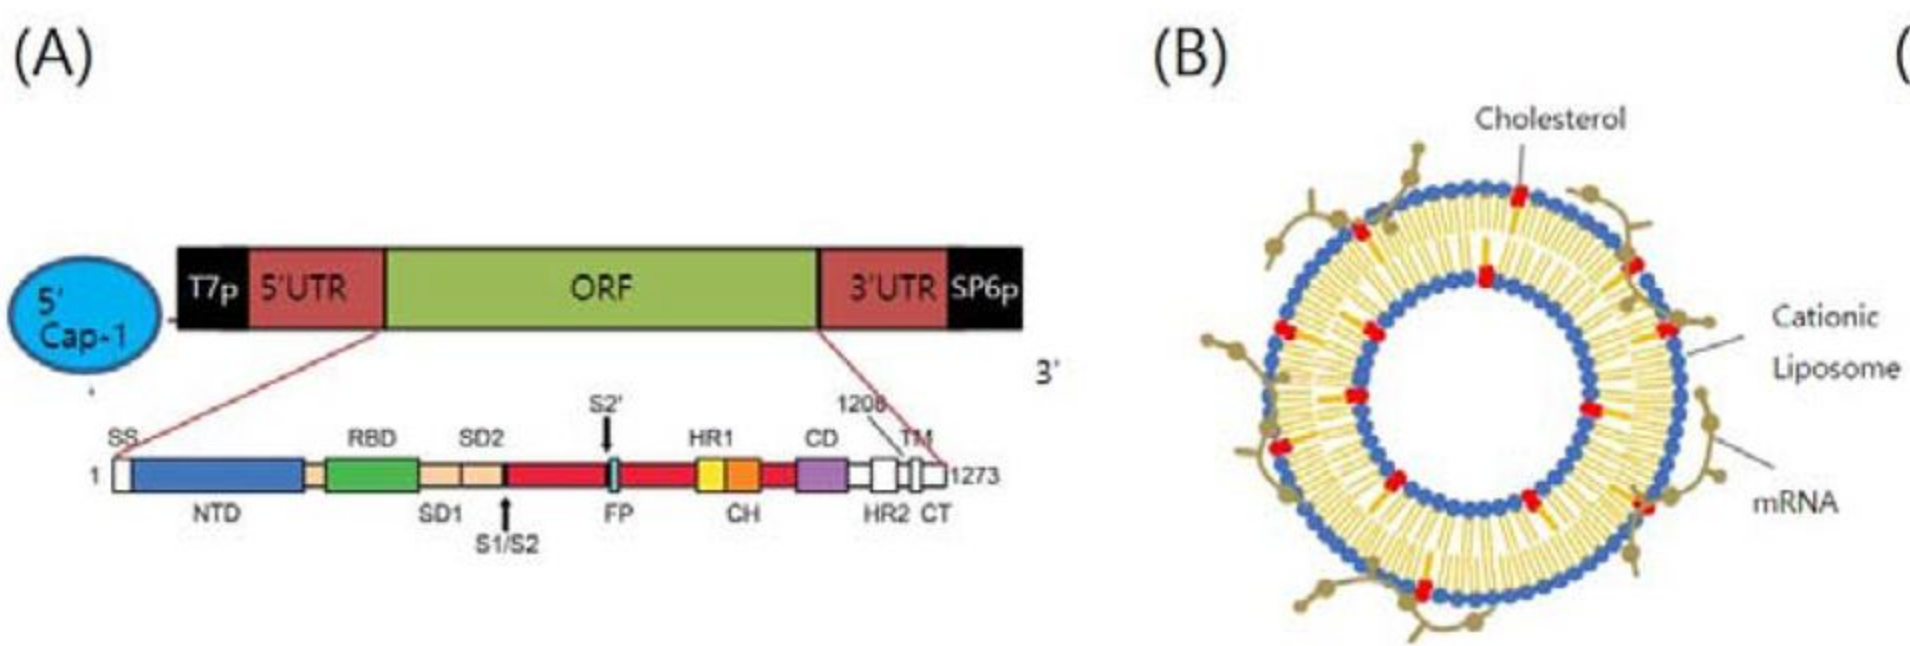 (A)
5'
Cap-1
T7p 5'UTR ORF 3'UTR SP6p
3'
S2' 1208
SS RBD SD2 HR1 CD TM
1 1273
NTD SD1 FP CH HR2 CT
S1/S2
(B)
Cholesterol
Cationic
Liposome
mRNA
(